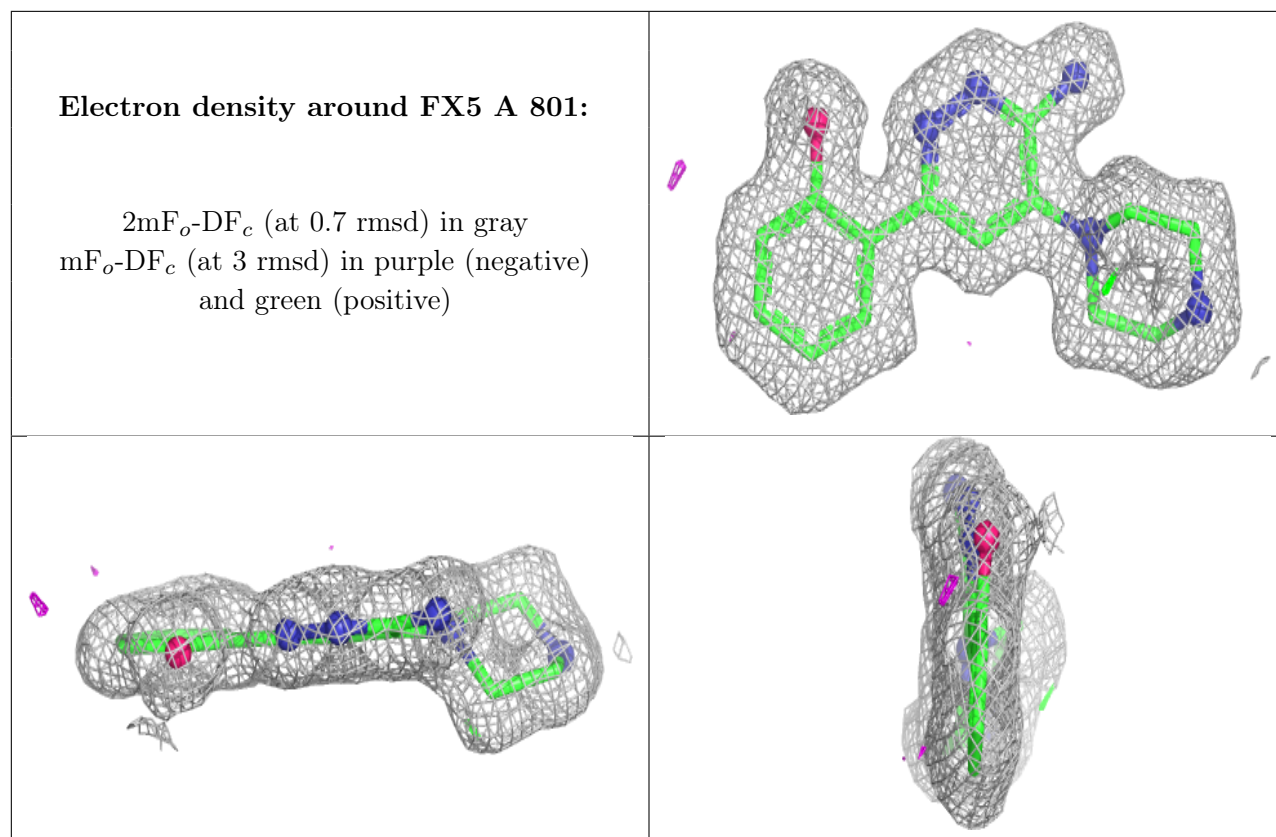 Electron density around FX5 A 801:
2mFₒ-DF𝒸 (at 0.7 rmsd) in gray
mFₒ-DF𝒸 (at 3 rmsd) in purple (negative)
and green (positive)